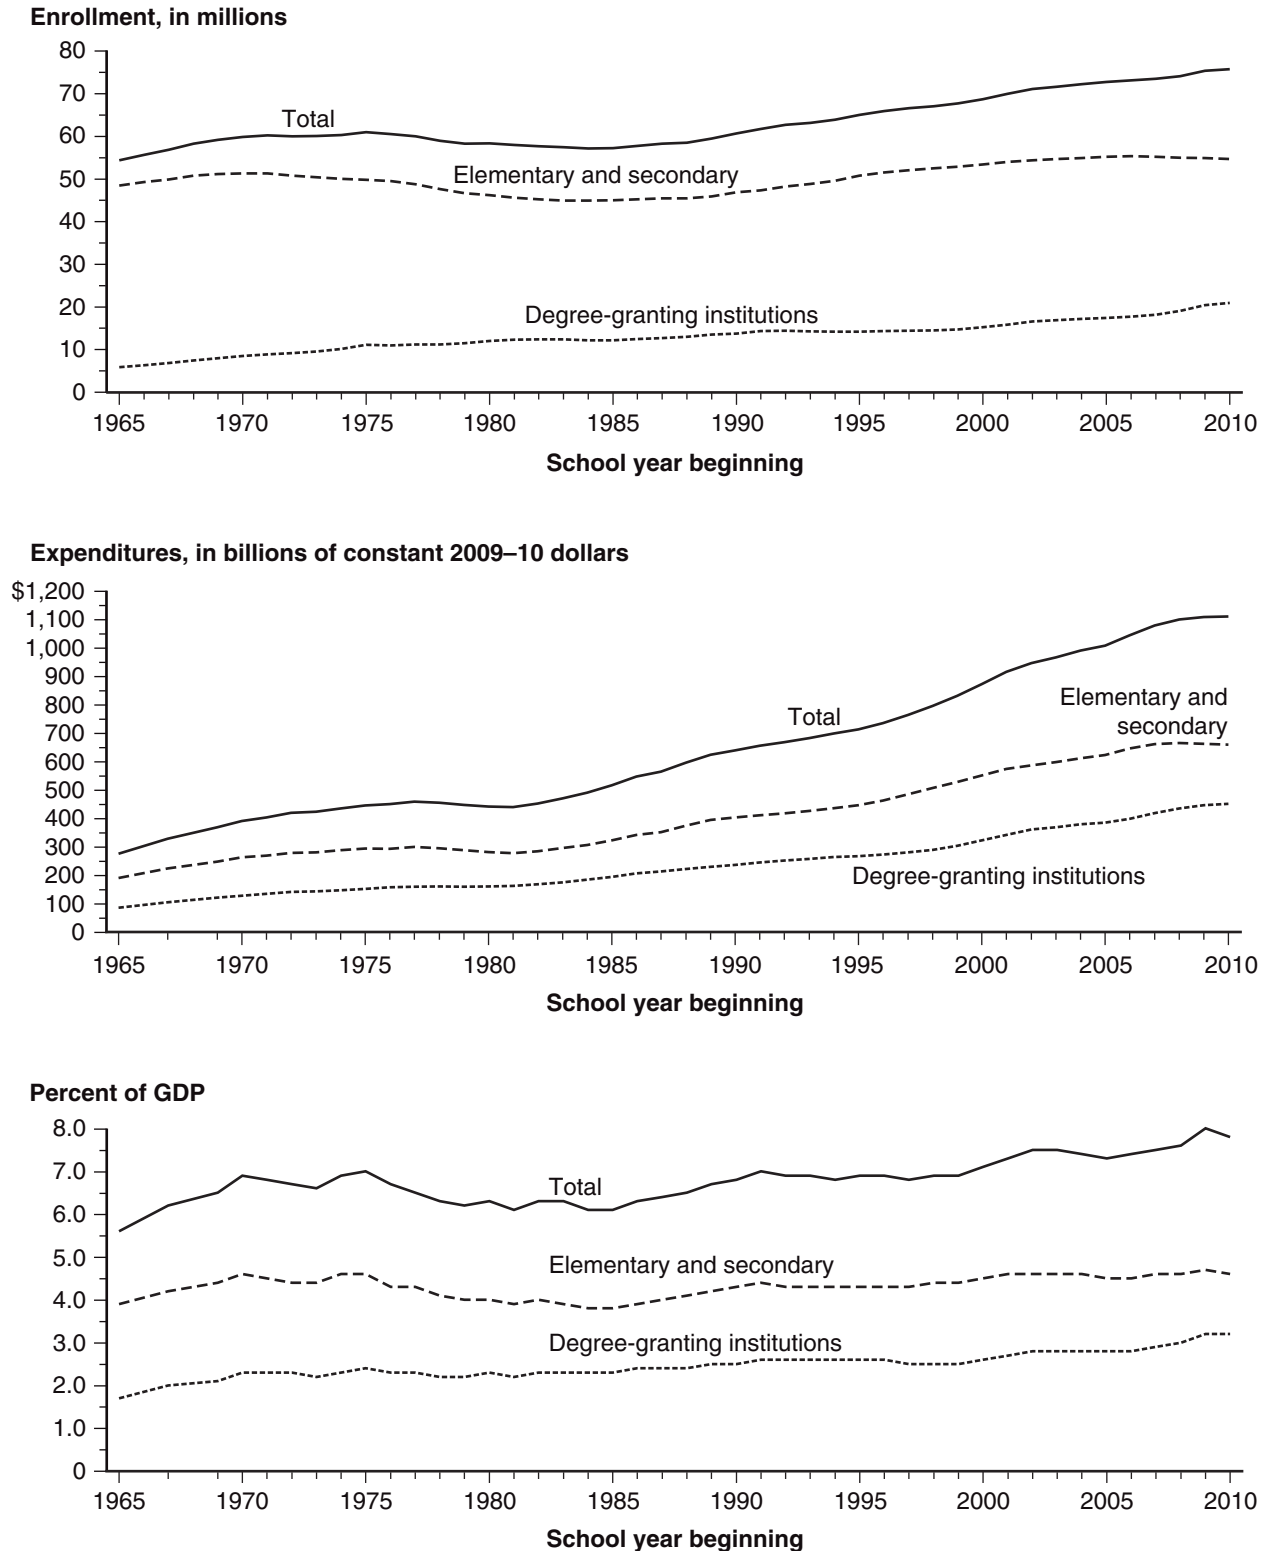 Enrollment, in millions
80
70
60
50
40
30
20
10
0
Total
Elementary and secondary
Degree-granting institutions
1965 1970 1975 1980 1985 1990 1995 2000 2005 2010
School year beginning
Expenditures, in billions of constant 2009–10 dollars
$1,200
1,100
1,000
900
800
700
600
500
400
300
200
100
0
Total
Elementary and
secondary
Degree-granting institutions
1965 1970 1975 1980 1985 1990 1995 2000 2005 2010
School year beginning
Percent of GDP
8.0
7.0
6.0
5.0
4.0
3.0
2.0
1.0
0
Total
Elementary and secondary
Degree-granting institutions
1965 1970 1975 1980 1985 1990 1995 2000 2005 2010
School year beginning